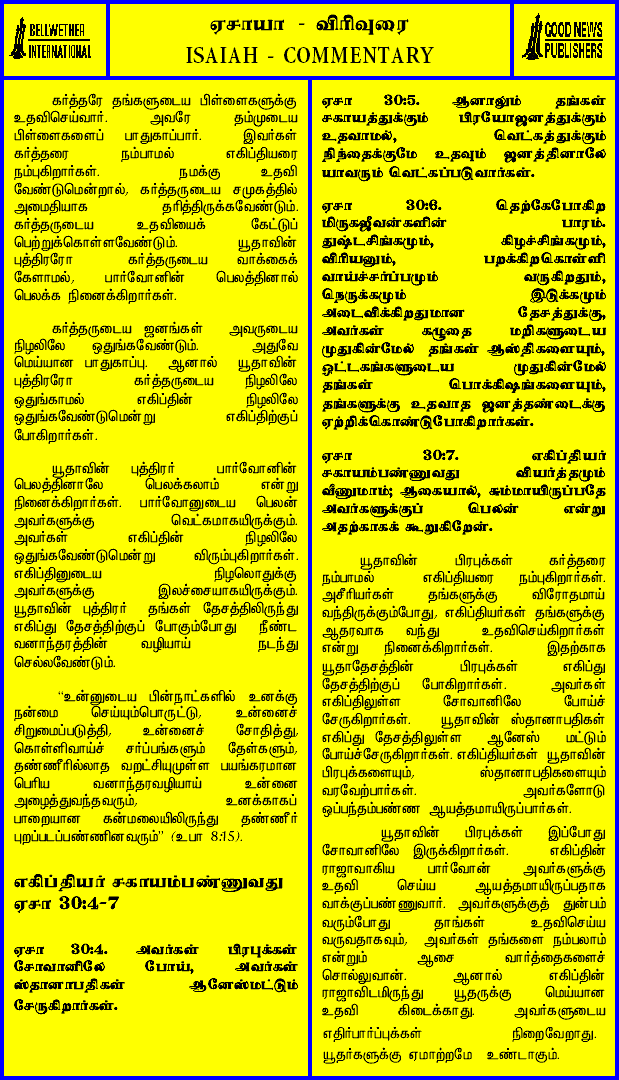 BELLWETHER
INTERNATIONAL
ஏசாயா - விரிவுரை
ISAIAH - COMMENTARY
GOOD NEWS
PUBLISHERS
கர்த்தரே தங்களுடைய பிள்ளைகளுக்கு
உதவிசெய்வார். அவரே தம்முடைய
பிள்ளைகளைப் பாதுகாப்பார். இவர்கள்
கர்த்தரை நம்பாமல் எகிப்தியரை
நம்புகிறார்கள். நமக்கு உதவி
வேண்டுமென்றால், கர்த்தருடைய சமுகத்தில்
அமைதியாக தரித்திருக்கவேண்டும்.
கர்த்தருடைய உதவியைக் கேட்டுப்
பெற்றுக்கொள்ளவேண்டும். யூதாவின்
புத்திரரோ கர்த்தருடைய வாக்கைக்
கேளாமல், பார்வோனின் பெலத்தினால்
பெலக்க நினைக்கிறார்கள்.
கர்த்தருடைய ஜனங்கள் அவருடைய
நிழலிலே ஒதுங்கவேண்டும். அதுவே
மெய்யான பாதுகாப்பு. ஆனால் யூதாவின்
புத்திரரோ கர்த்தருடைய நிழலிலே
ஒதுங்காமல் எகிப்தின் நிழலிலே
ஒதுங்கவேண்டுமென்று எகிப்திற்குப்
போகிறார்கள்.
யூதாவின் புத்திரர் பார்வோனின்
பெலத்தினாலே பெலக்கலாம் என்று
நினைக்கிறார்கள். பார்வோனுடைய பெலன்
அவர்களுக்கு வெட்கமாகயிருக்கும்.
அவர்கள் எகிப்தின் நிழலிலே
ஒதுங்கவேண்டுமென்று விரும்புகிறார்கள்.
எகிப்தினுடைய நிழலொதுக்கு
அவர்களுக்கு இலச்சையாகயிருக்கும்.
யூதாவின் புத்திரர் தங்கள் தேசத்திலிருந்து
எகிப்து தேசத்திற்குப் போகும்போது நீண்ட
வனாந்தரத்தின் வழியாய் நடந்து
செல்லவேண்டும்.
“உன்னுடைய பின்நாட்களில் உனக்கு
நன்மை செய்யும்பொருட்டு, உன்னைச்
சிறுமைப்படுத்தி, உன்னைச் சோதித்து,
கொள்ளிவாய்ச் சர்ப்பங்களும் தேள்களும்,
தண்ணீரில்லாத வறட்சியுமுள்ள பயங்கரமான
பெரிய வனாந்தரவழியாய் உன்னை
அழைத்துவந்தவரும், உனக்காகப்
பாறையான கன்மலையிலிருந்து தண்ணீர்
புறப்படப்பண்ணினவரும்” (உபா 8:15).
எகிப்தியர் சகாயம்பண்ணுவது
ஏசா 30:4-7
ஏசா 30:4. அவர்கள் பிரபுக்கள்
சோவானிலே போய், அவர்கள்
ஸ்தானாபதிகள் ஆனேஸ்மட்டும்
சேருகிறார்கள்.
ஏசா 30:5. ஆனாலும் தங்கள்
சகாயத்துக்கும் பிரயோஜனத்துக்கும்
உதவாமல், வெட்கத்துக்கும்
நிந்தைக்குமே உதவும் ஜனத்தினாலே
யாவரும் வெட்கப்படுவார்கள்.
ஏசா 30:6. தெற்கேபோகிற
மிருகஜீவன்களின் பாரம்.
துஷ்டசிங்கமும், கிழச்சிங்கமும்,
விரியனும், பறக்கிறகொள்ளி
வாய்ச்சர்ப்பமும் வருகிறதும்,
நெருக்கமும் இடுக்கமும்
அடைவிக்கிறதுமான தேசத்துக்கு,
அவர்கள் கழுதை மறிகளுடைய
முதுகின்மேல் தங்கள் ஆஸ்திகளையும்,
ஒட்டகங்களுடைய முதுகின்மேல்
தங்கள் பொக்கிஷங்களையும்,
தங்களுக்கு உதவாத ஜனத்தண்டைக்கு
ஏற்றிக்கொண்டுபோகிறார்கள்.
ஏசா 30:7. எகிப்தியர்
சகாயம்பண்ணுவது வியர்த்தமும்
வீணுமாம்; ஆகையால், சும்மாயிருப்பதே
அவர்களுக்குப் பெலன் என்று
அதற்காகக் கூறுகிறேன்.
யூதாவின் பிரபுக்கள் கர்த்தரை
நம்பாமல் எகிப்தியரை நம்புகிறார்கள்.
அசீரியர்கள் தங்களுக்கு விரோதமாய்
வந்திருக்கும்போது, எகிப்தியர்கள் தங்களுக்கு
ஆதரவாக வந்து உதவிசெய்கிறார்கள்
என்று நினைக்கிறார்கள். இதற்காக
யூதாதேசத்தின் பிரபுக்கள் எகிப்து
தேசத்திற்குப் போகிறார்கள். அவர்கள்
எகிப்திலுள்ள சோவானிலே போய்ச்
சேருகிறார்கள். யூதாவின் ஸ்தானாபதிகள்
எகிப்து தேசத்திலுள்ள ஆனேஸ் மட்டும்
போய்ச்சேருகிறார்கள். எகிப்தியர்கள் யூதாவின்
பிரபுக்களையும், ஸ்தானாபதிகளையும்
வரவேற்பார்கள். அவர்களோடு
ஒப்பந்தம்பண்ண ஆயத்தமாயிருப்பார்கள்.
யூதாவின் பிரபுக்கள் இப்போது
சோவானிலே இருக்கிறார்கள். எகிப்தின்
ராஜாவாகிய பார்வோன் அவர்களுக்கு
உதவி செய்ய ஆயத்தமாயிருப்பதாக
வாக்குப்பண்ணுவார். அவர்களுக்குத் துன்பம்
வரும்போது தாங்கள் உதவிசெய்ய
வருவதாகவும், அவர்கள் தங்களை நம்பலாம்
என்றும் ஆசை வார்த்தைகளைச்
சொல்லுவான். ஆனால் எகிப்தின்
ராஜாவிடமிருந்து யூதருக்கு மெய்யான
உதவி கிடைக்காது. அவர்களுடைய
எதிர்பார்ப்புக்கள் நிறைவேறாது.
யூதர்களுக்கு ஏமாற்றமே உண்டாகும்.